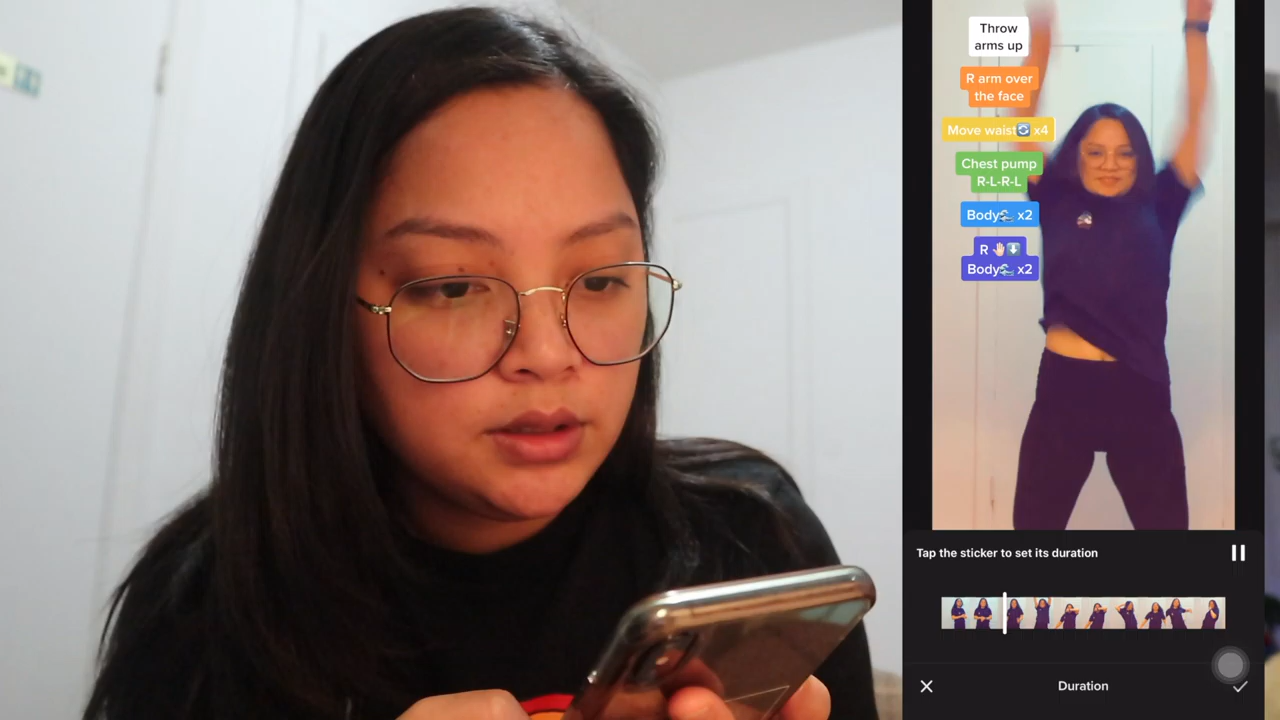 Throw
arms up
R arm over
the face
Move waist🔄 x4
Chest pump
R-L-R-L
Body🌊 x2
R 🤚🏻⬇️
Body🌊 x2
Tap the sticker to set its duration
Duration